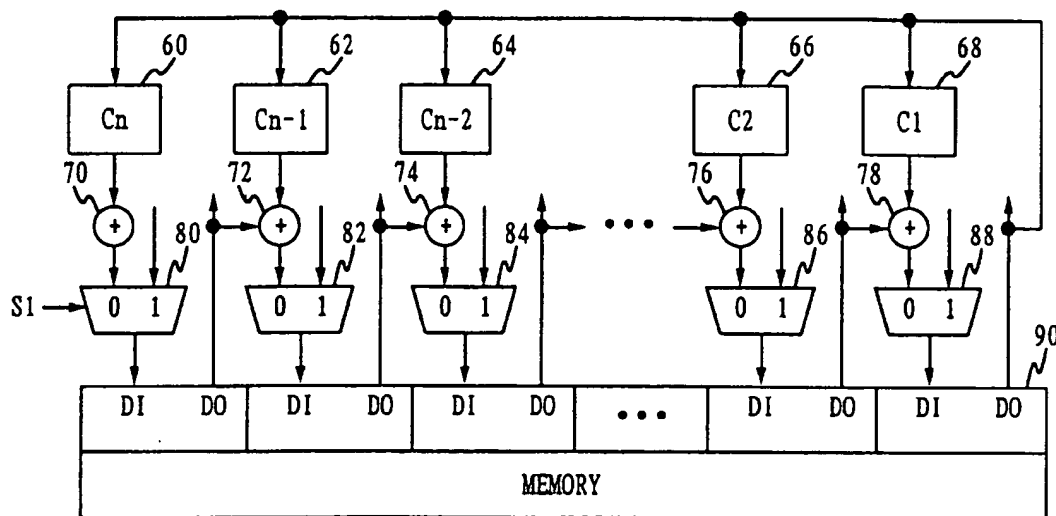 60 62 64 66 68
Cn Cn-1 Cn-2 C2 C1
70 72 74 76 78
+ + + + +
80 82 84 86 88
S1 0 1 0 1 0 1 0 1 0 1
90
DI DO DI DO DI DO DI DO DI DO
MEMORY